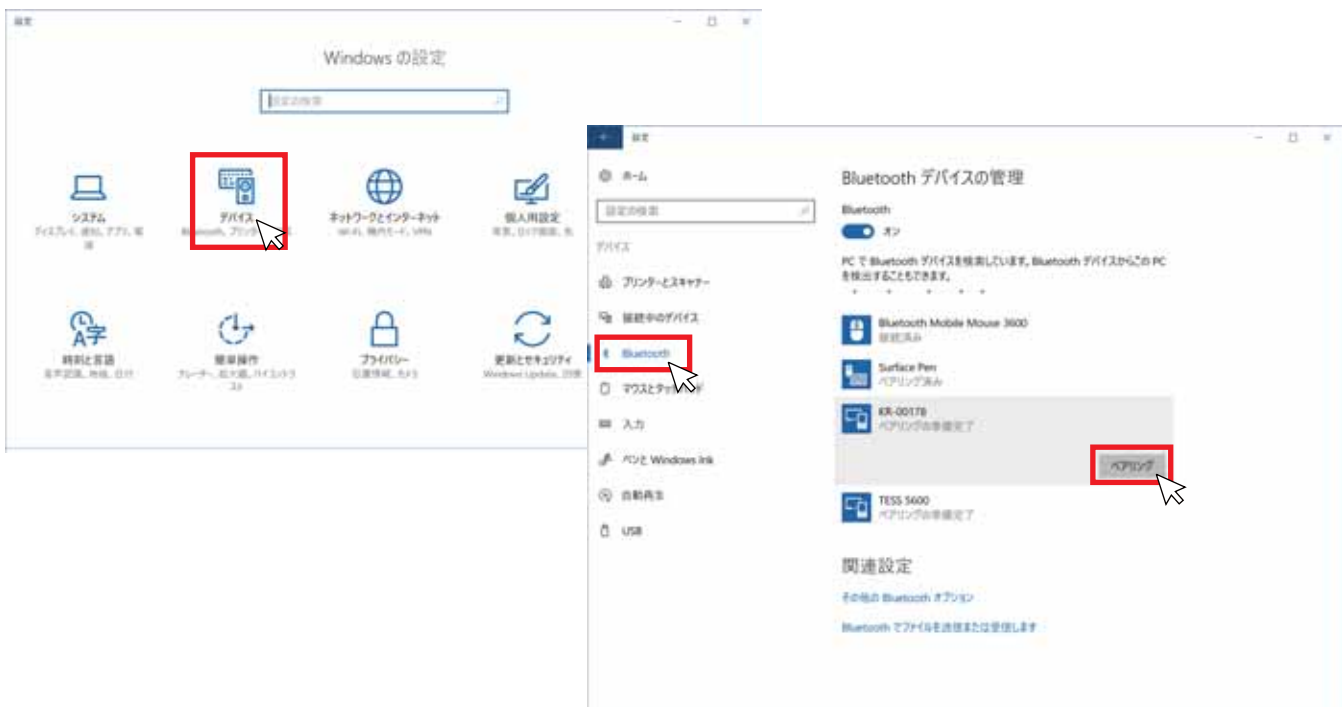 設定
Windows の設定
設定の検索
システム
ディスプレイ、通知、アプリ、電源
デバイス
Bluetooth、プリンター
ネットワークとインターネット
Wi-Fi、機内モード、VPN
個人用設定
背景、ロック画面、色
時刻と言語
音声認識、地域、日付
簡単操作
ナレーター、拡大鏡、ハイコントラスト
プライバシー
位置情報、カメラ
更新とセキュリティ
Windows Update、回復
設定
ホーム
設定の検索
デバイス
プリンターとスキャナー
接続中のデバイス
Bluetooth
マウスとタッチ
入力
ペンと Windows Ink
自動再生
USB
Bluetooth デバイスの管理
Bluetooth
オン
PC で Bluetooth デバイスを検索しています。Bluetooth デバイスからこの PC
を検出することもできます。
Bluetooth Mobile Mouse 3600
接続済み
Surface Pen
ペアリング済み
KR-00178
ペアリングの準備完了
ペアリング
TESS 5600
ペアリングの準備完了
関連設定
その他の Bluetooth オプション
Bluetooth でファイルを送信または受信します